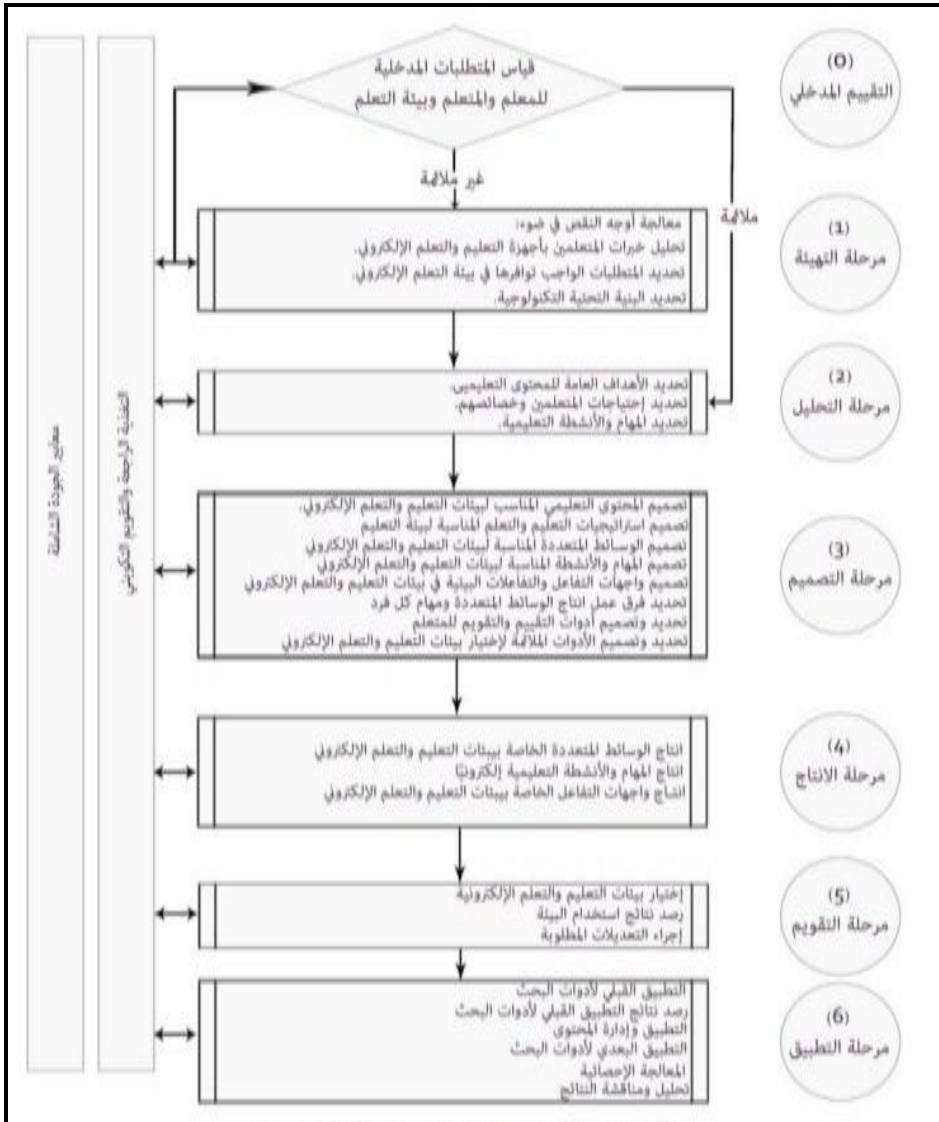 (0)
التقييم المدخلي
قياس المتطلبات المدخلية
للمعلم والمتعلم وبيئة التعلم
غير ملائمة
ملائمة
(1)
مرحلة التهيئة
معالجة أوجه النقص في ضوء:
تحليل خبرات المتعلمين بأجهزة التعليم والتعلم الإلكتروني.
تحديد المتطلبات الواجب توافرها في بيئة التعلم الإلكتروني.
تحديد البنية التحتية التكنولوجية.
(2)
مرحلة التحليل
تحديد الأهداف العامة للمحتوى التعليميى.
تحديد إحتياجات المتعلمين وخصائصهم.
تحديد المهام والأنشطة التعليمية.
(3)
مرحلة التصميم
تصميم المحتوى التعليمي المناسب لبيئات التعليم والتعلم الإلكتروني.
تصميم استراتيجيات التعليم والتعلم المناسبة لبيئة التعليم
تصميم الوسائط المتعددة المناسبة لبيئات التعليم والتعلم الإلكتروني
تصميم المهام والأنشطة المناسبة لبيئات التعليم والتعلم الإلكتروني
تصميم واجهات التفاعل والتفاعلات البينية في بيئات التعليم والتعلم الإلكتروني
تحديد فرق عمل انتاج الوسائط المتعددة ومهام كل فرد
تحديد وتصميم أدوات التقييم والتقويم للمتعلم
تحديد وتصميم الأدوات الملائمة لإختيار بيئات التعليم والتعلم الإلكتروني
(4)
مرحلة الانتاج
انتاج الوسائط المتعددة الخاصة ببيئات التعليم والتعلم الإلكتروني
انتاج المهام والأنشطة التعليمية إلكترونيًا
انتاج واجهات التفاعل الخاصة ببيئات التعليم والتعلم الإلكتروني
(5)
مرحلة التقويم
إختيار بيئات التعليم والتعلم الإلكترونية
رصد نتائج استخدام البيئة
إجراء التعديلات المطلوبة
(6)
مرحلة التطبيق
التطبيق القبلي لأدوات البحث
رصد نتائج التطبيق القبلي لأدوات البحث
التطبيق وإدارة المحتوى
التطبيق البعدي لأدوات البحث
المعالجة الإحصائية
تحليل ومناقشة النتائج
التغذية الراجعة والتقويم التكويني
معايير الجودة الشاملة